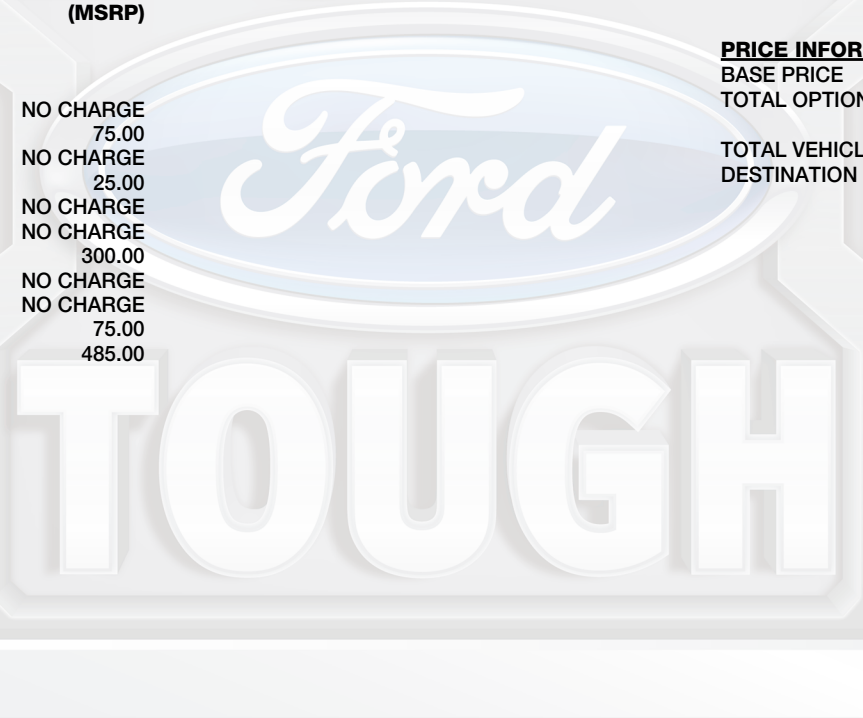 (MSRP)
NO CHARGE
75.00
NO CHARGE
25.00
NO CHARGE
NO CHARGE
300.00
NO CHARGE
NO CHARGE
75.00
485.00
PRICE INFOR
BASE PRICE
TOTAL OPTION
TOTAL VEHICL
DESTINATION
Ford
TOUGH